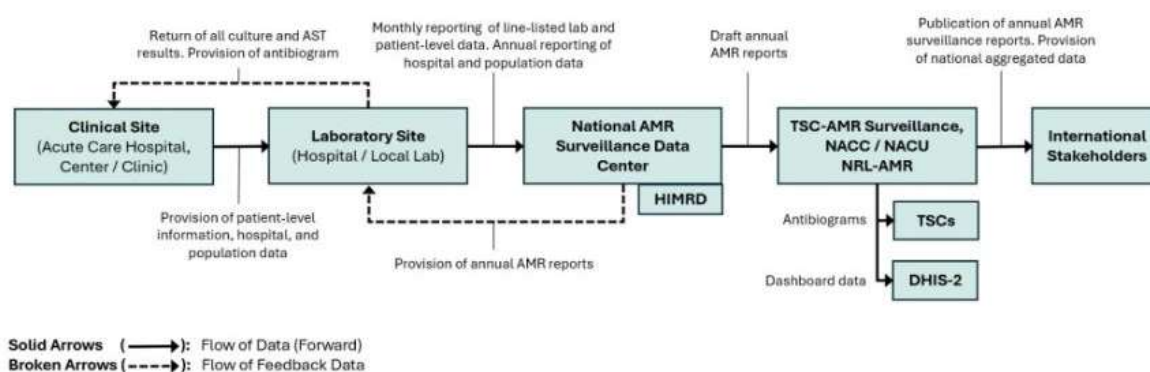 Return of all culture and AST
results. Provision of antibiogram
Monthly reporting of line-listed lab and
patient-level data. Annual reporting
of hospital and population data
Draft annual
AMR reports
Publication of annual AMR
surveillance reports. Provision
of national aggregated data
Clinical Site
(Acute Care Hospital,
Center / Clinic)
Laboratory Site
(Hospital / Local Lab)
National AMR
Surveillance Data
Center
HIMRD
TSC-AMR Surveillance,
NACC / NACU
NRL-AMR
International
Stakeholders
Provision of patient-level
information, hospital, and
population data
Provision of annual AMR reports
Antibiograms
TSCs
Dashboard data
DHIS-2
Solid Arrows ( ): Flow of Data (Forward)
Broken Arrows ( ): Flow of Feedback Data